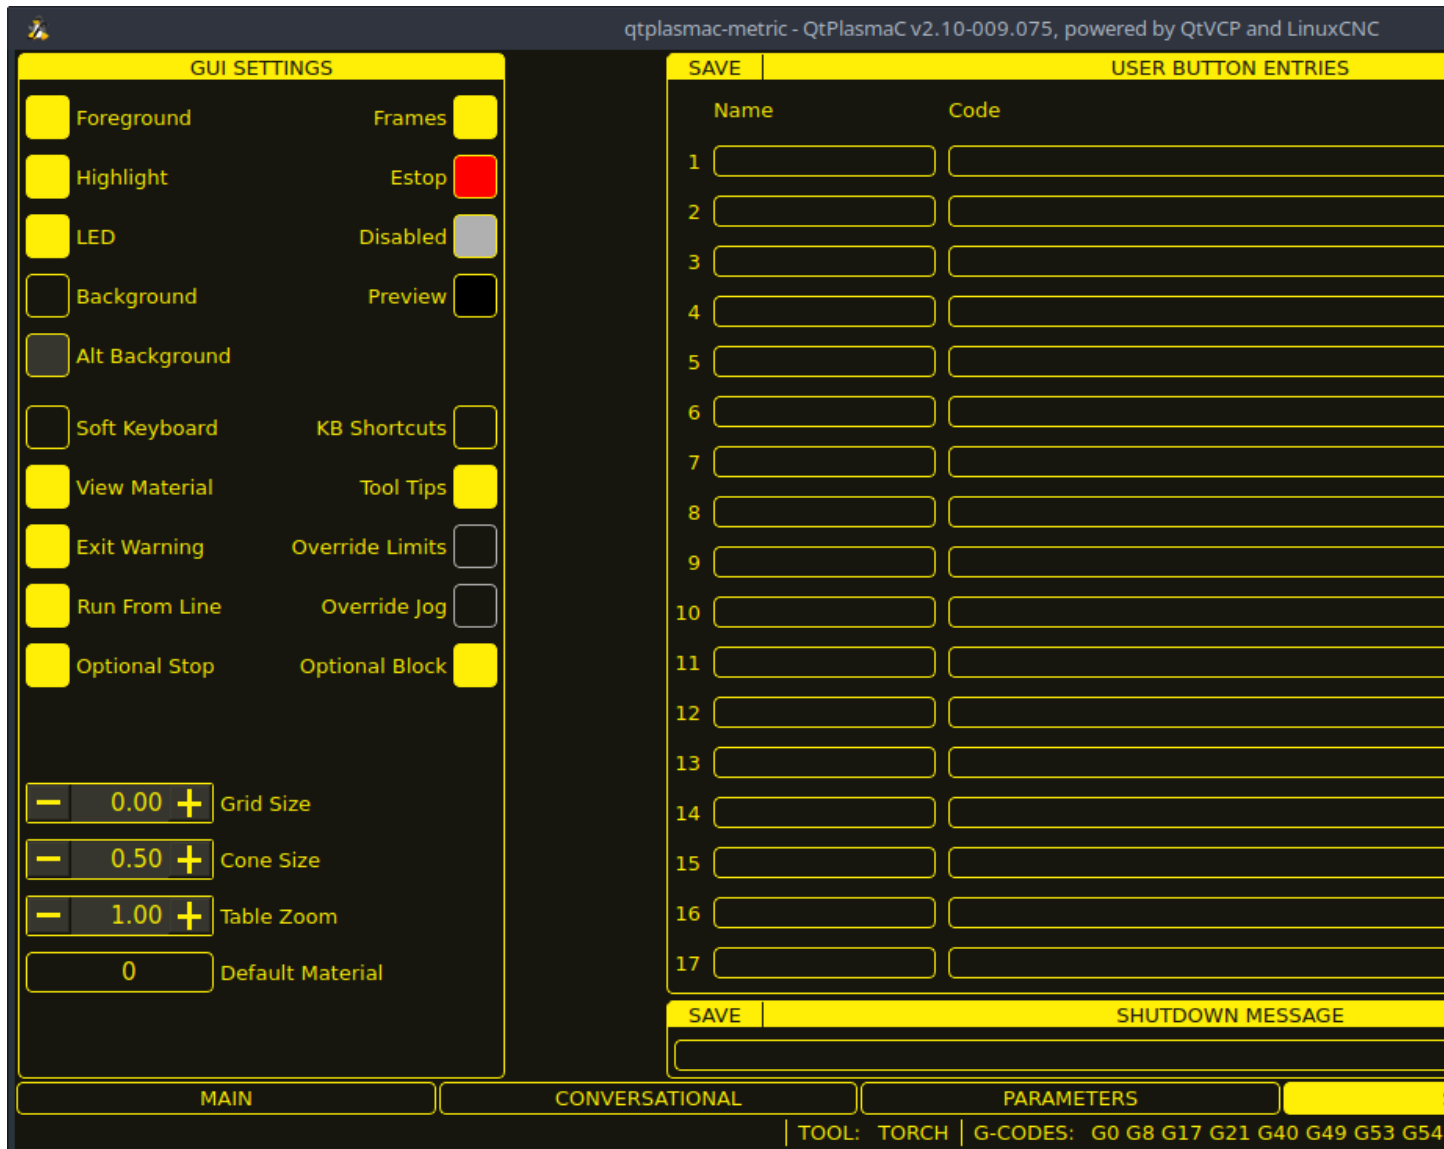 qtplasmac-metric - QtPlasmaC v2.10-009.075, powered by QtVCP and LinuxCNC
GUI SETTINGS
Foreground Frames
Highlight Estop
LED Disabled
Background Preview
Alt Background
Soft Keyboard KB Shortcuts
View Material Tool Tips
Exit Warning Override Limits
Run From Line Override Jog
Optional Stop Optional Block
− 0.00 + Grid Size
− 0.50 + Cone Size
− 1.00 + Table Zoom
0 Default Material
SAVE USER BUTTON ENTRIES
Name Code
1
2
3
4
5
6
7
8
9
10
11
12
13
14
15
16
17
SAVE SHUTDOWN MESSAGE
MAIN CONVERSATIONAL PARAMETERS
TOOL: TORCH G-CODES: G0 G8 G17 G21 G40 G49 G53 G54